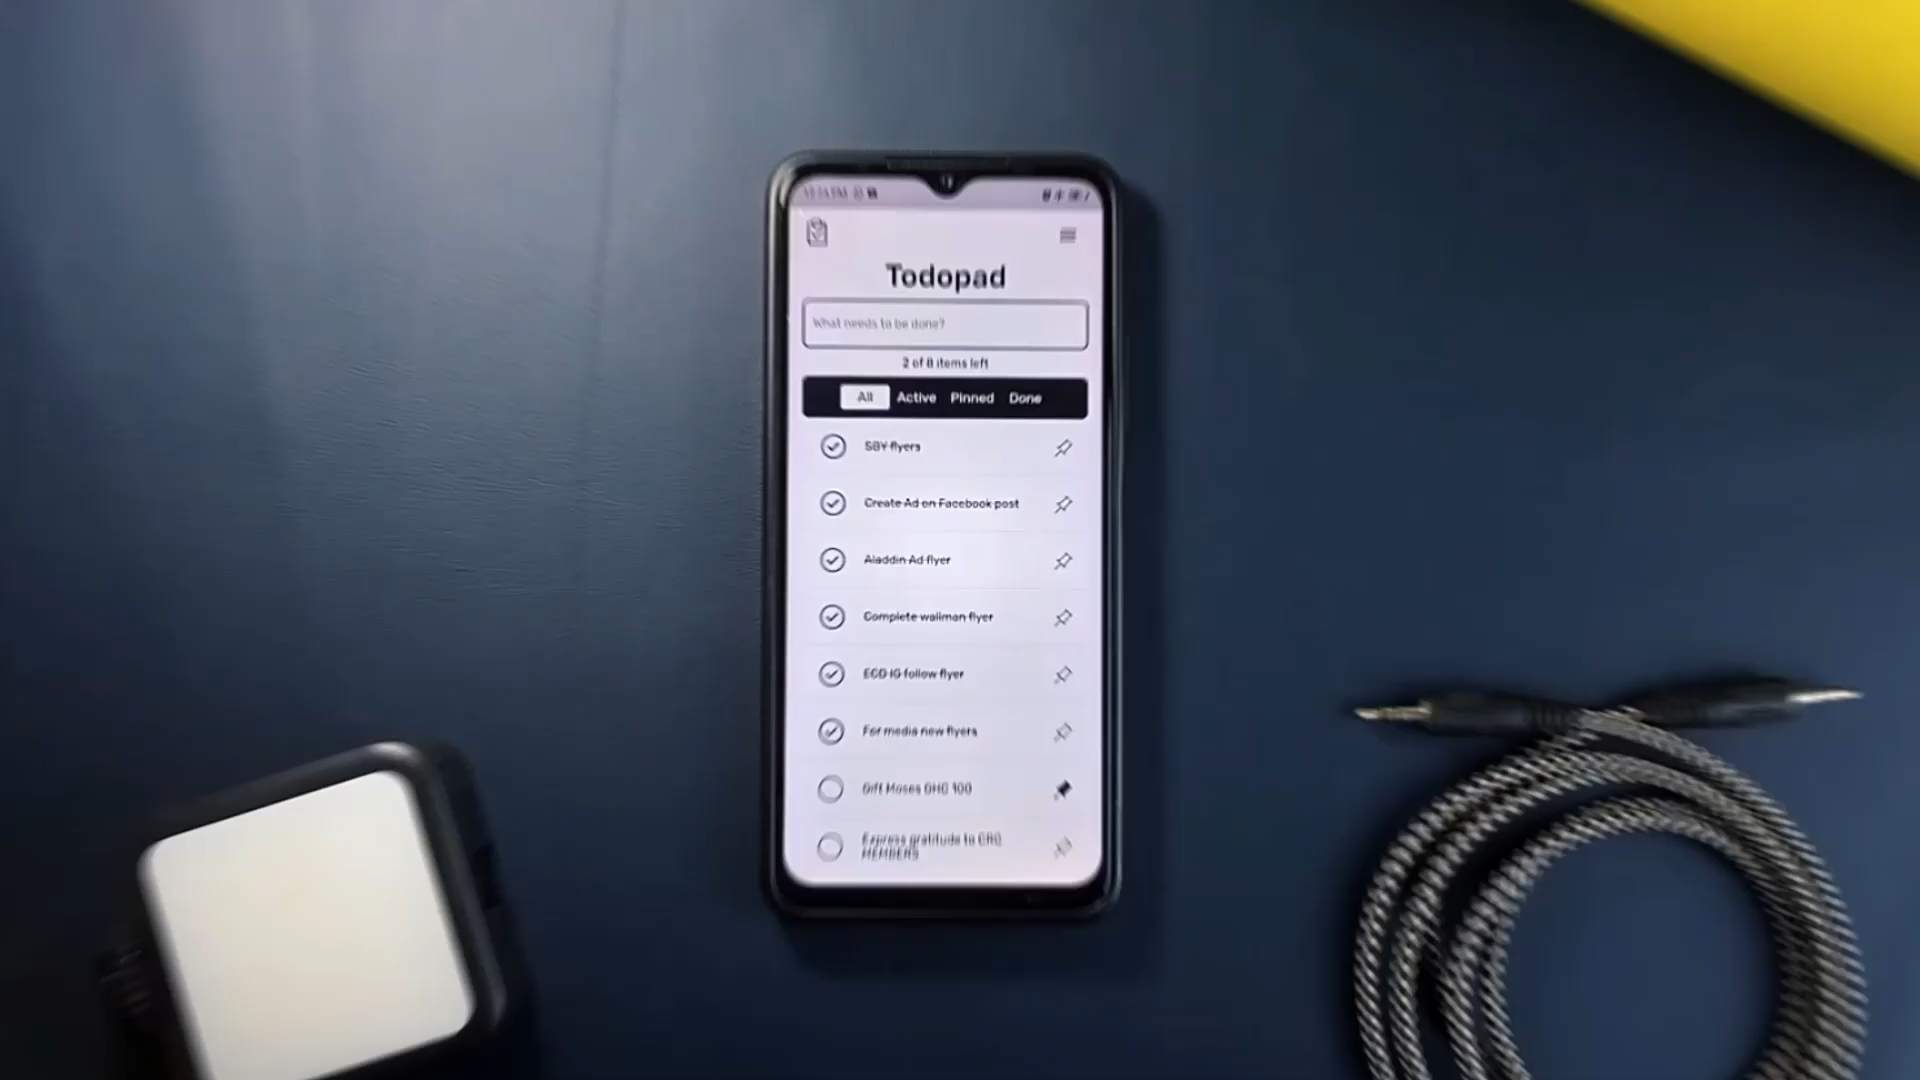 Todopad
What needs to be done?
2 of 8 items left
All Active Pinned Done
SBY flyers
Create Ad on Facebook post
Aladdin Ad flyer
Complete wallman flyer
ECD IG follow flyer
For media new flyers
Gift Moses GHC 100
Express gratitude to
MEMBERS